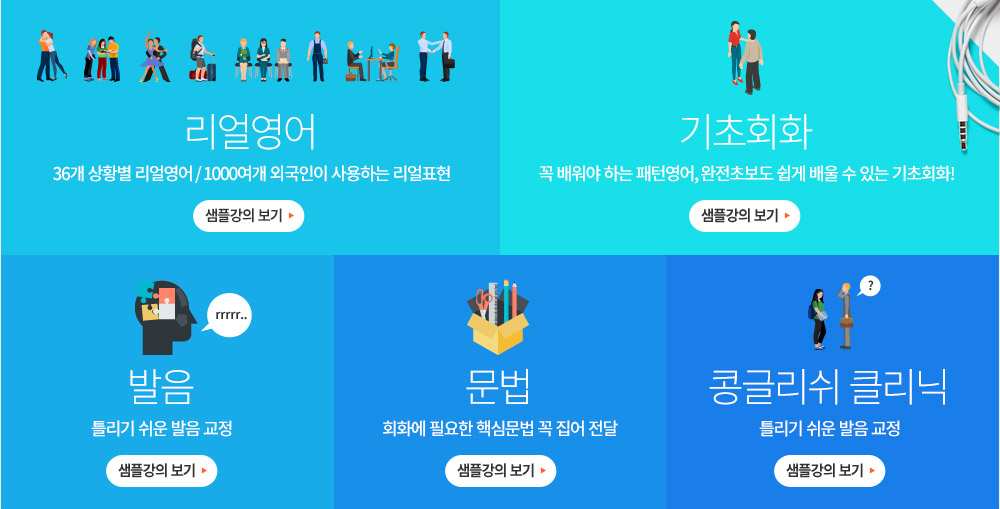 리얼영어
36개 상황별 리얼영어 / 1000여개 외국인이 사용하는 리얼표현
샘플강의 보기
기초회화
꼭 배워야 하는 패턴영어, 완전초보도 쉽게 배울 수 있는 기초회화!
샘플강의 보기
rrrrr..
발음
틀리기 쉬운 발음 교정
샘플강의 보기
문법
회화에 필요한 핵심문법 꼭 집어 전달
샘플강의 보기
?
콩글리쉬 클리닉
틀리기 쉬운 발음 교정
샘플강의 보기